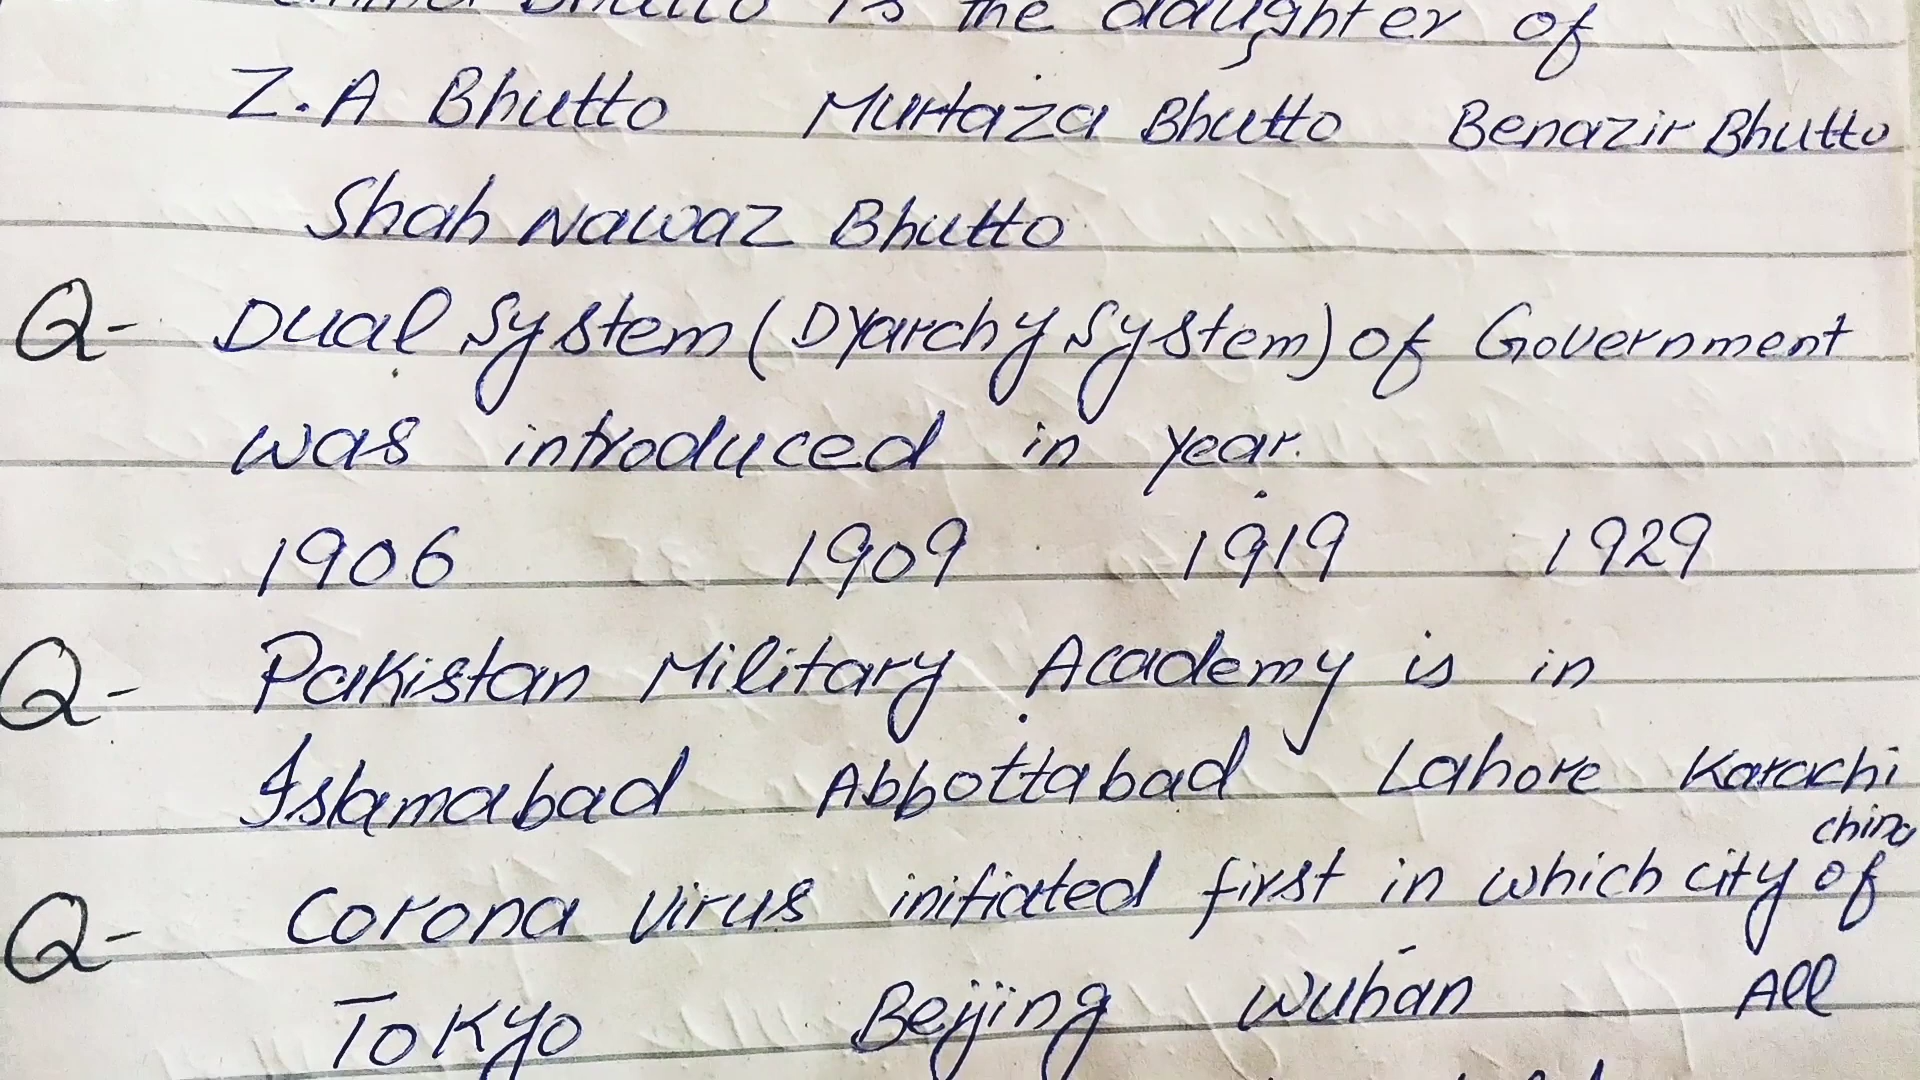 Bhutto is the daughter of
Z.A Bhutto Murtaza Bhutto Benazir Bhutto
Shah Nawaz Bhutto
Q- Dual System (Dyarchy System) of Government
was introduced in year.
1906 1909 1919 1929
Q- Pakistan Military Academy is in
Islamabad Abbottabad Lahore Karachi
china
Q- Corona Virus initiated first in which city of
Tokyo Beijing Wuhan All